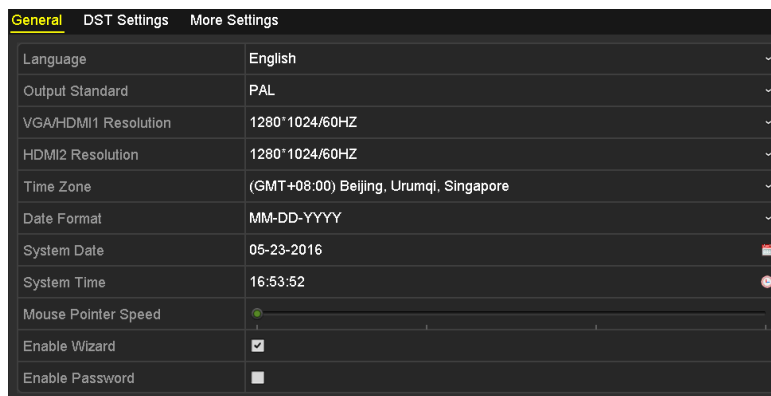 General DST Settings More Settings
Language English
Output Standard PAL
VGA/HDMI1 Resolution 1280*1024/60HZ
HDMI2 Resolution 1280*1024/60HZ
Time Zone (GMT+08:00) Beijing, Urumqi, Singapore
Date Format MM-DD-YYYY
System Date 05-23-2016
System Time 16:53:52
Mouse Pointer Speed
Enable Wizard
Enable Password